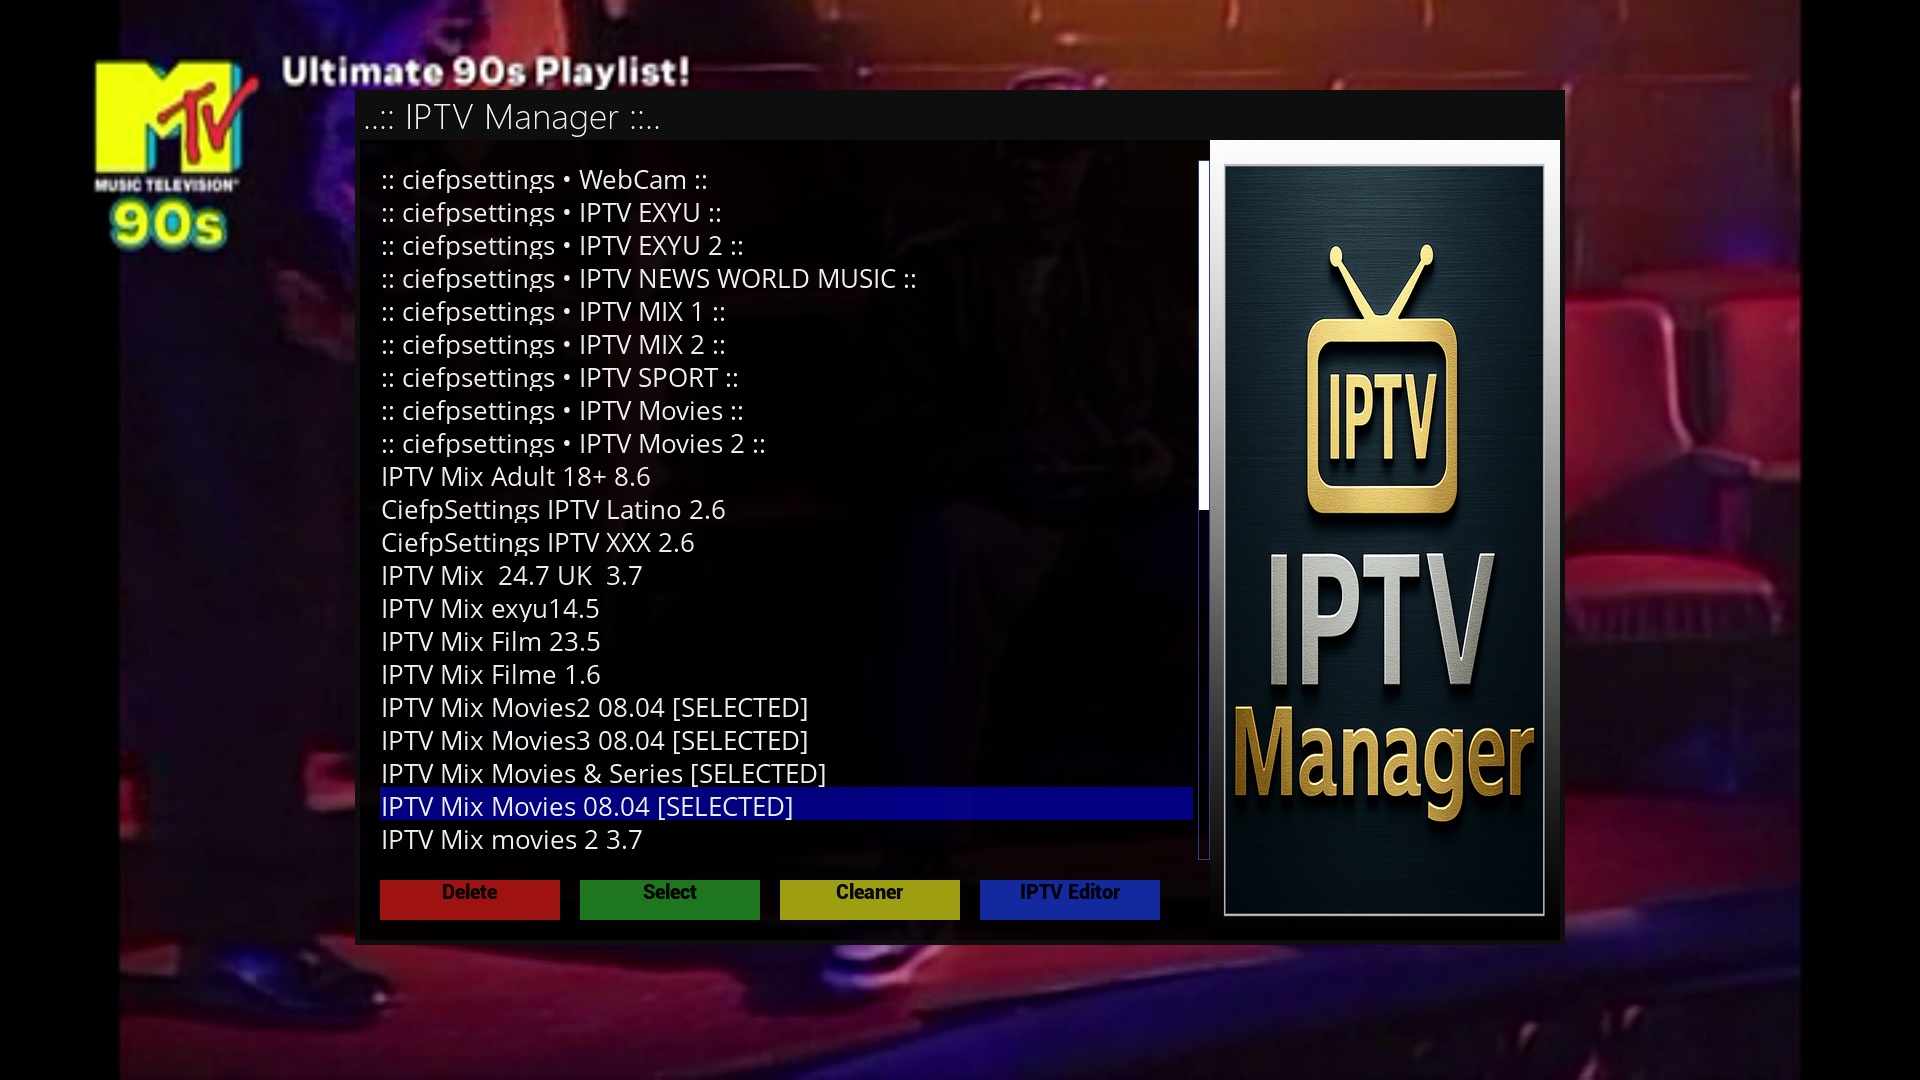 Ultimate 90s Playlist!
MTV
MUSIC TELEVISION
90s
..:: IPTV Manager ::..
:: ciefpsettings • WebCam ::
:: ciefpsettings • IPTV EXYU ::
:: ciefpsettings • IPTV EXYU 2 ::
:: ciefpsettings • IPTV NEWS WORLD MUSIC ::
:: ciefpsettings • IPTV MIX 1 ::
:: ciefpsettings • IPTV MIX 2 ::
:: ciefpsettings • IPTV SPORT ::
:: ciefpsettings • IPTV Movies ::
:: ciefpsettings • IPTV Movies 2 ::
IPTV Mix Adult 18+ 8.6
CiefpSettings IPTV Latino 2.6
CiefpSettings IPTV XXX 2.6
IPTV Mix  24.7 UK  3.7
IPTV Mix exyu14.5
IPTV Mix Film 23.5
IPTV Mix Filme 1.6
IPTV Mix Movies2 08.04 [SELECTED]
IPTV Mix Movies3 08.04 [SELECTED]
IPTV Mix Movies & Series [SELECTED]
IPTV Mix Movies 08.04 [SELECTED]
IPTV Mix movies 2 3.7
Delete
Select
Cleaner
IPTV Editor
IPTV
IPTV
Manager